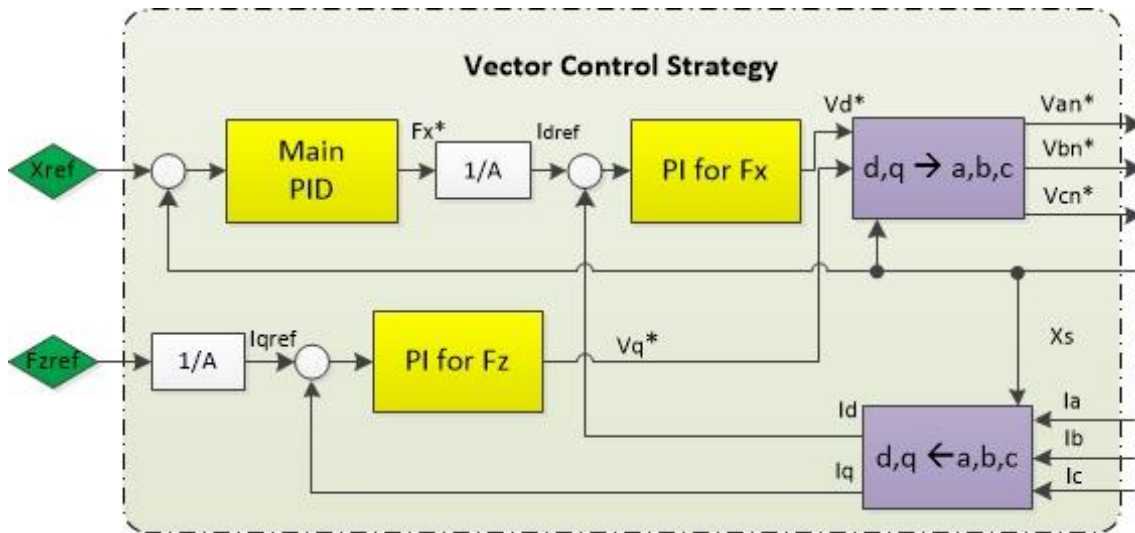 Vector Control Strategy
Xref
Main
PID
Fx*
1/A
Idref
PI for Fx
Vd*
d,q → a,b,c
Van*
Vbn*
Vcn*
Fzref
1/A
Iqref
PI for Fz
Vq*
Xs
Id
Iq
d,q ←a,b,c
Ia
Ib
Ic